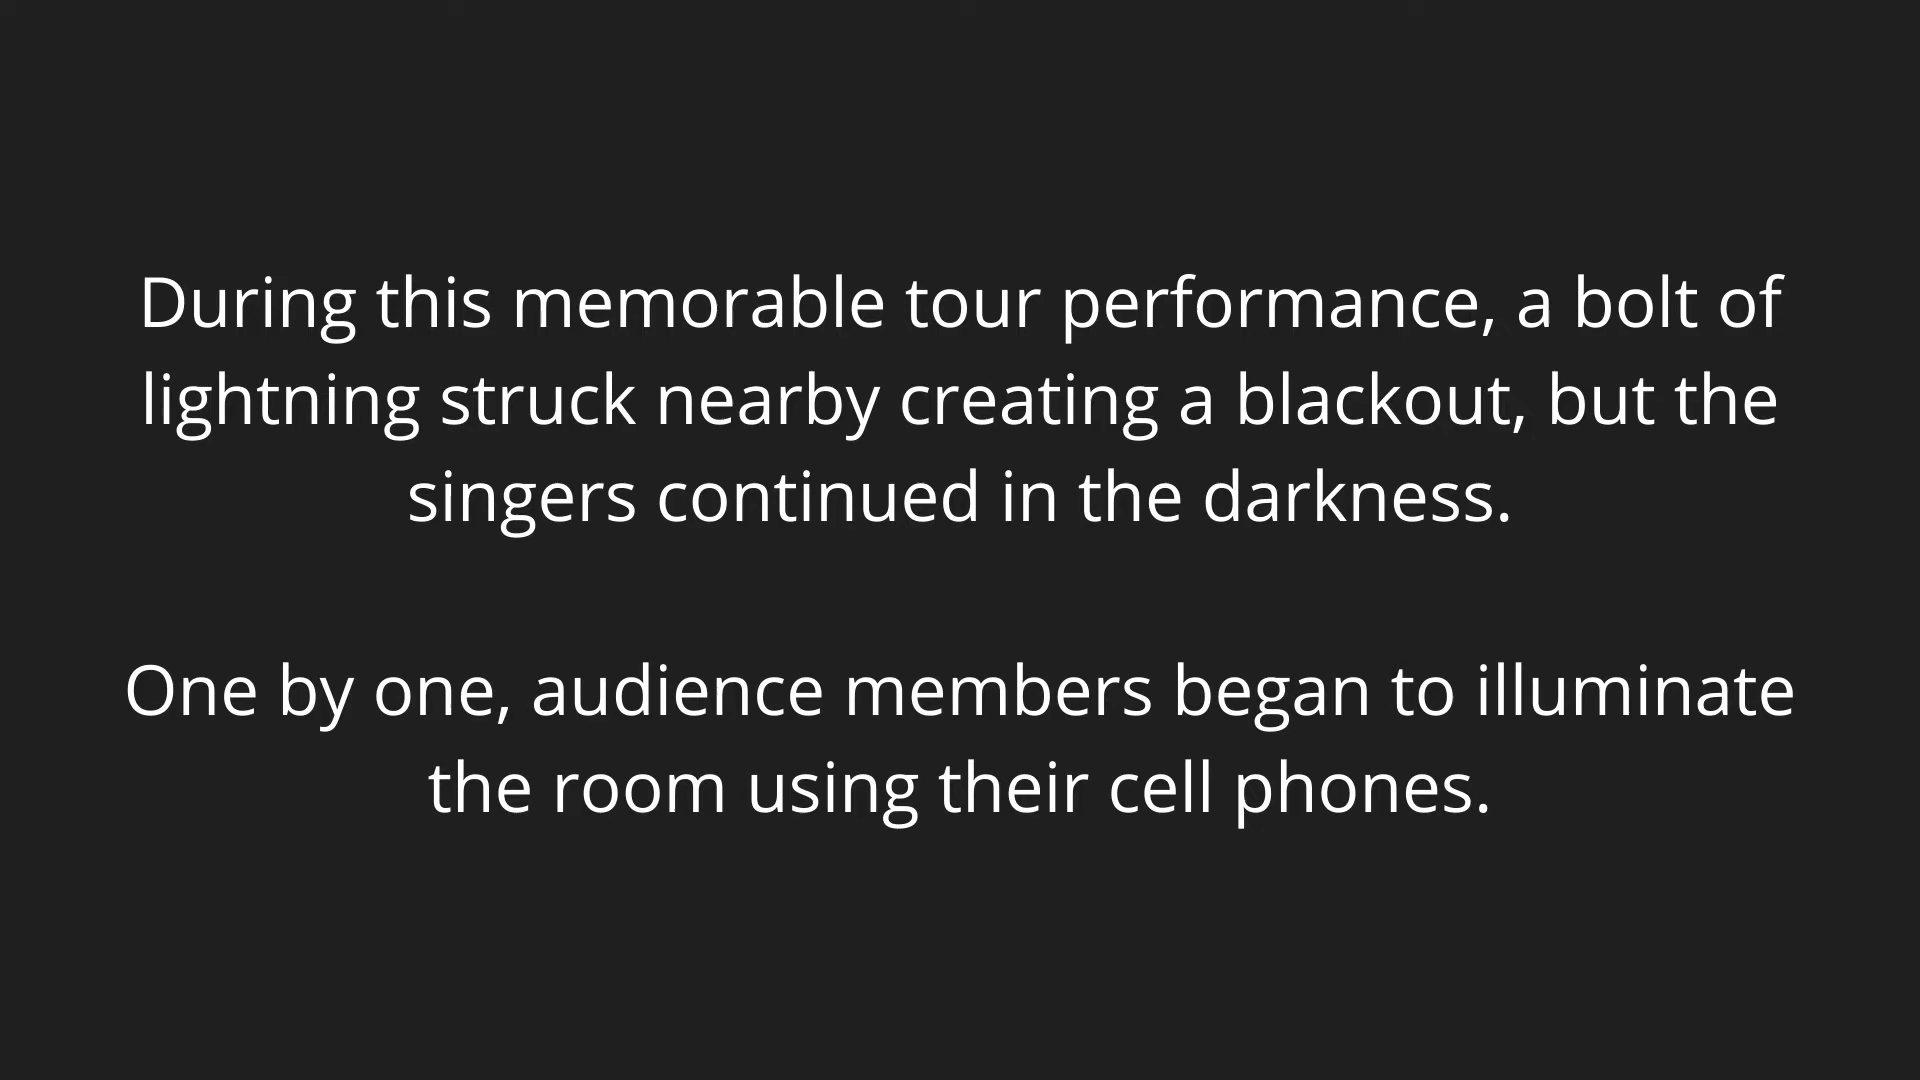 During this memorable tour performance, a bolt of
lightning struck nearby creating a blackout, but the
singers continued in the darkness.
One by one, audience members began to illuminate
the room using their cell phones.